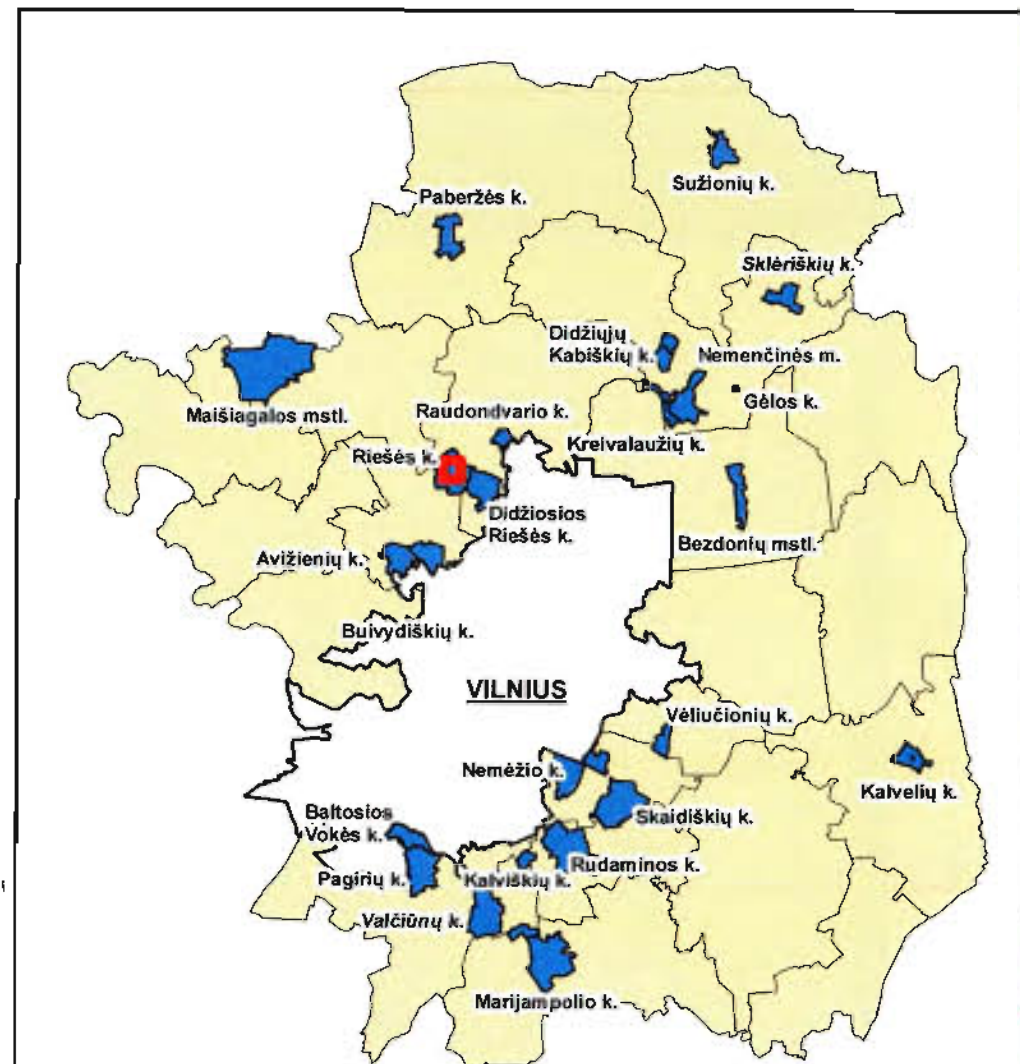 Sužionių k.
Paberžės k.
Sklėriškių k.
Didžiųjų
Kabiškių k.
Nemenčinės m.
Gėlos k.
Maišiagalos mstl.
Raudondvario k.
Kreivalaužių k.
Riešės k.
Didžiosios
Riešės k.
Bezdonių mstl.
Avižienių k.
Buivydiškių k.
VILNIUS
Vėliučionių k.
Nemėžio k.
Kalvelių k.
Skaidiškių k.
Baltosios
Vokės k.
Rudaminos k.
Pagirių k.
Kalviškių k.
Valčiūnų k.
Marijampolio k.